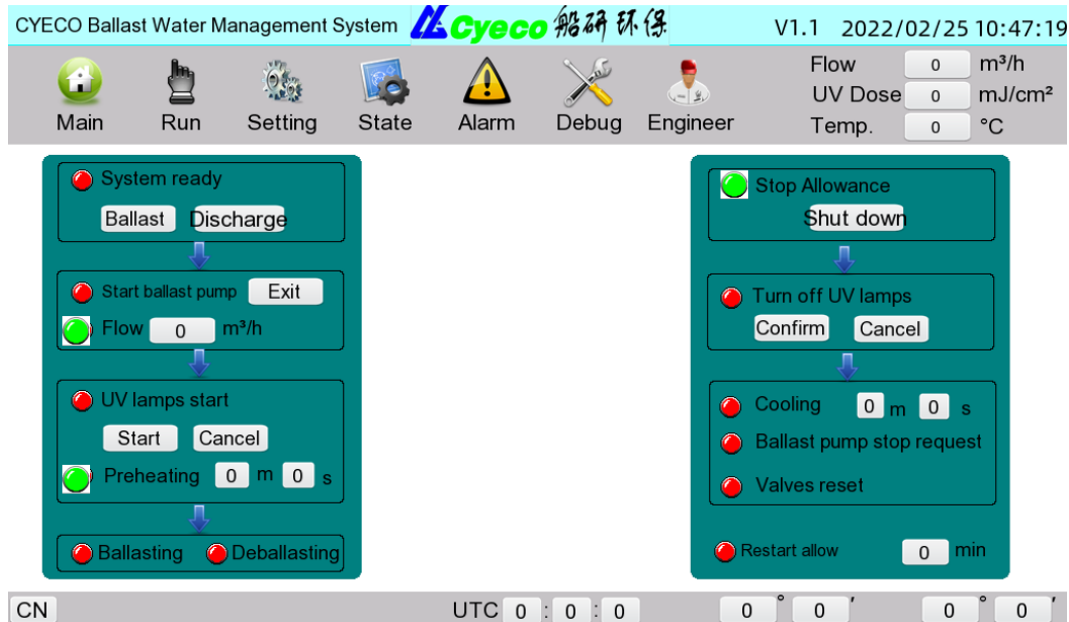 CYECO Ballast Water Management System Cyeco 船研环保 V1.1 2022/02/25 10:47:19
Main Run Setting State Alarm Debug Engineer
Flow 0 m³/h
UV Dose 0 mJ/cm²
Temp. 0 °C
System ready
Ballast Discharge
Start ballast pump Exit
Flow 0 m³/h
UV lamps start
Start Cancel
Preheating 0 m 0 s
Ballasting Deballasting
Stop Allowance
Shut down
Turn off UV lamps
Confirm Cancel
Cooling 0 m 0 s
Ballast pump stop request
Valves reset
Restart allow 0 min
CN UTC 0 : 0 : 0 0 ° 0 ′ 0 ° 0 ′